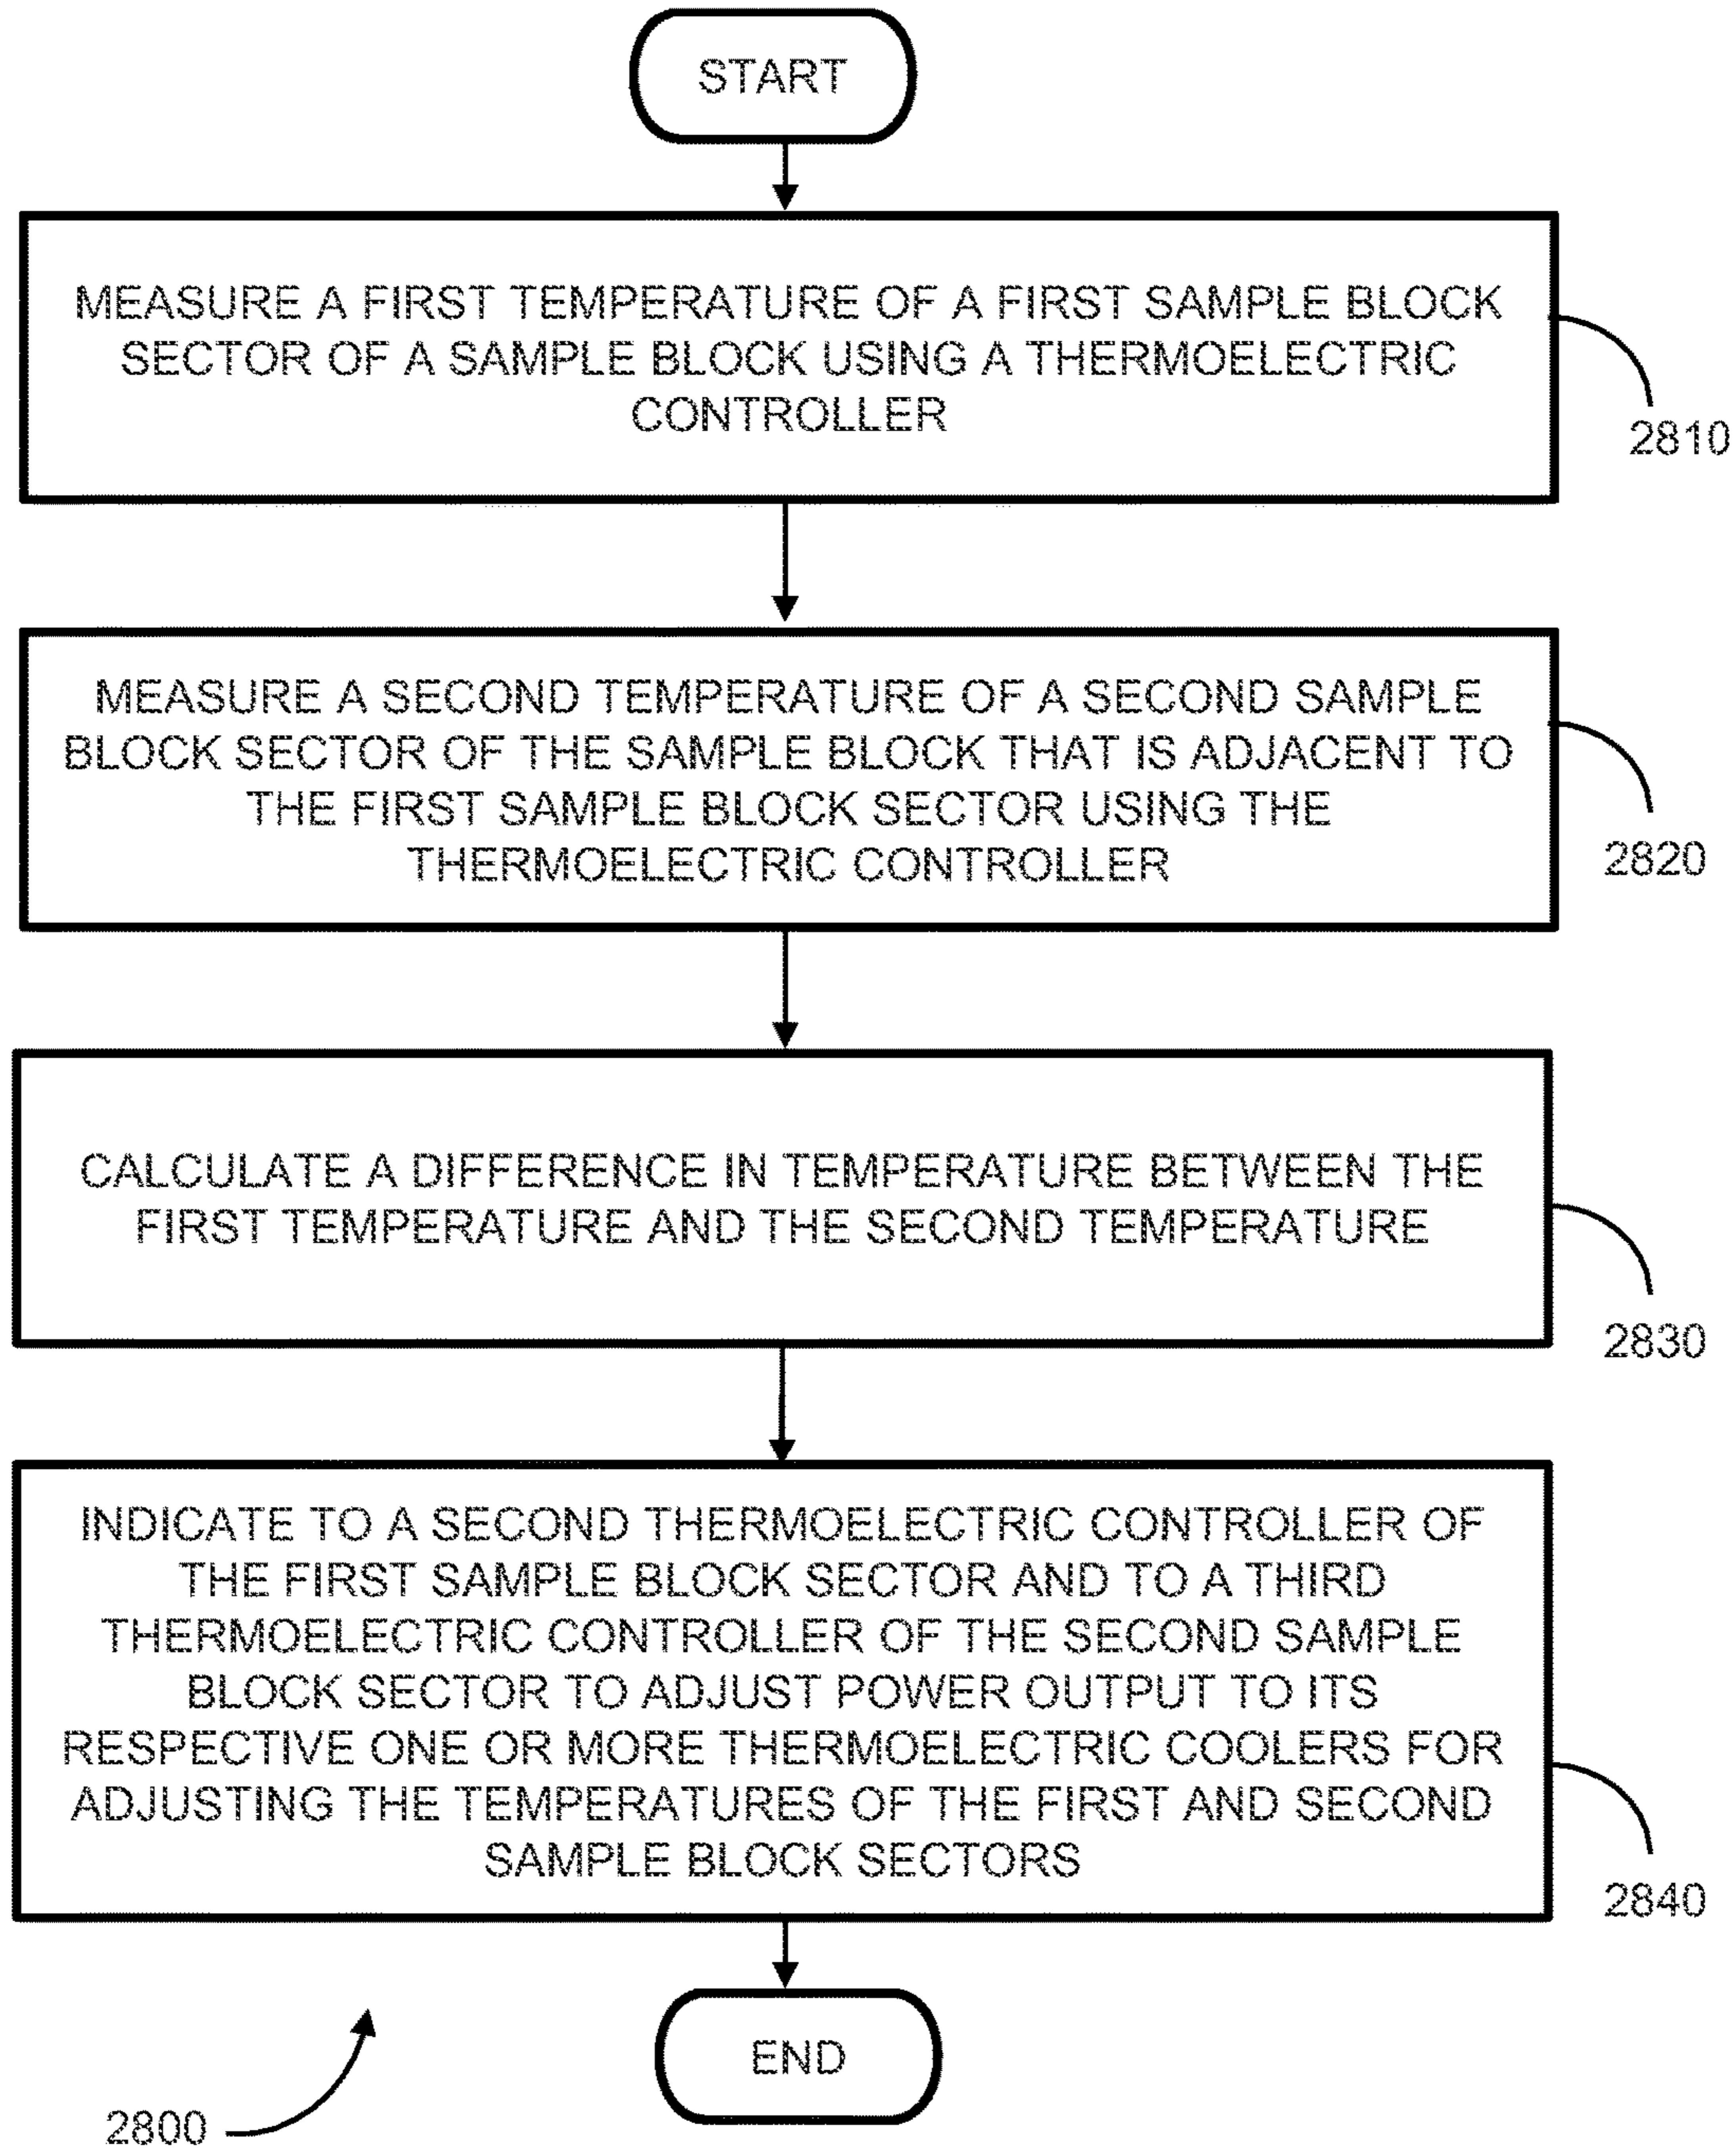 START
MEASURE A FIRST TEMPERATURE OF A FIRST SAMPLE BLOCK
SECTOR OF A SAMPLE BLOCK USING A THERMOELECTRIC
CONTROLLER
2810
MEASURE A SECOND TEMPERATURE OF A SECOND SAMPLE
BLOCK SECTOR OF THE SAMPLE BLOCK THAT IS ADJACENT TO
THE FIRST SAMPLE BLOCK SECTOR USING THE
THERMOELECTRIC CONTROLLER
2820
CALCULATE A DIFFERENCE IN TEMPERATURE BETWEEN THE
FIRST TEMPERATURE AND THE SECOND TEMPERATURE
2830
INDICATE TO A SECOND THERMOELECTRIC CONTROLLER OF
THE FIRST SAMPLE BLOCK SECTOR AND TO A THIRD
THERMOELECTRIC CONTROLLER OF THE SECOND SAMPLE
BLOCK SECTOR TO ADJUST POWER OUTPUT TO ITS
RESPECTIVE ONE OR MORE THERMOELECTRIC COOLERS FOR
ADJUSTING THE TEMPERATURES OF THE FIRST AND SECOND
SAMPLE BLOCK SECTORS
2840
END
2800